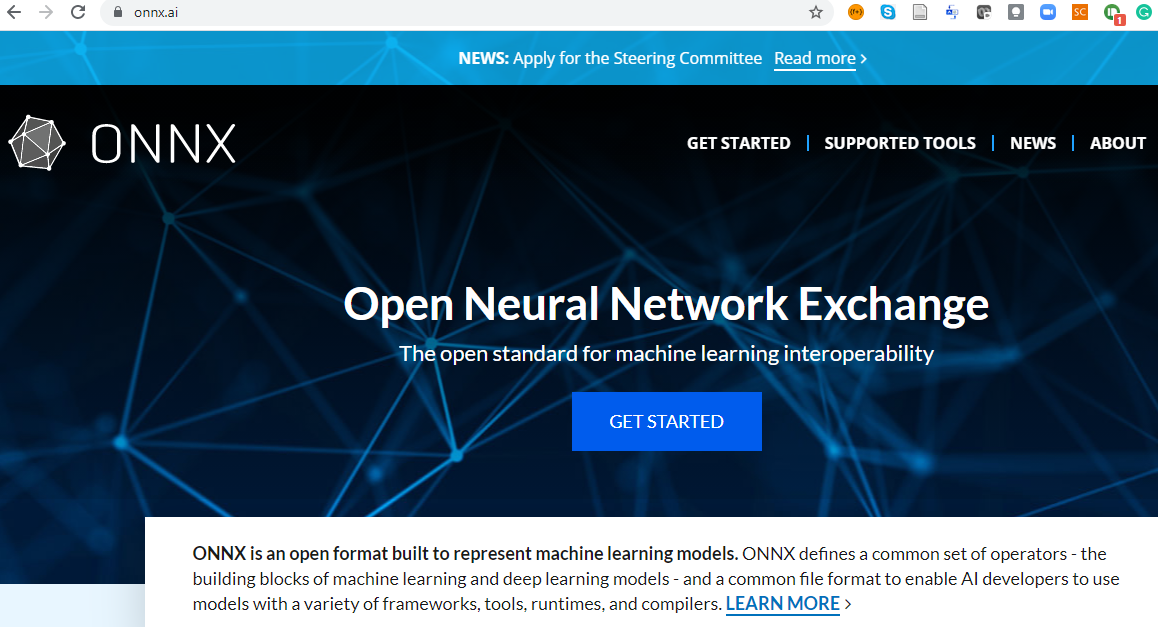 onnx.ai
SC
1
NEWS: Apply for the Steering Committee Read more >
ONNX
GET STARTED | SUPPORTED TOOLS | NEWS | ABOUT
Open Neural Network Exchange
The open standard for machine learning interoperability
GET STARTED
ONNX is an open format built to represent machine learning models. ONNX defines a common set of operators - the
building blocks of machine learning and deep learning models - and a common file format to enable AI developers to use
models with a variety of frameworks, tools, runtimes, and compilers. LEARN MORE >